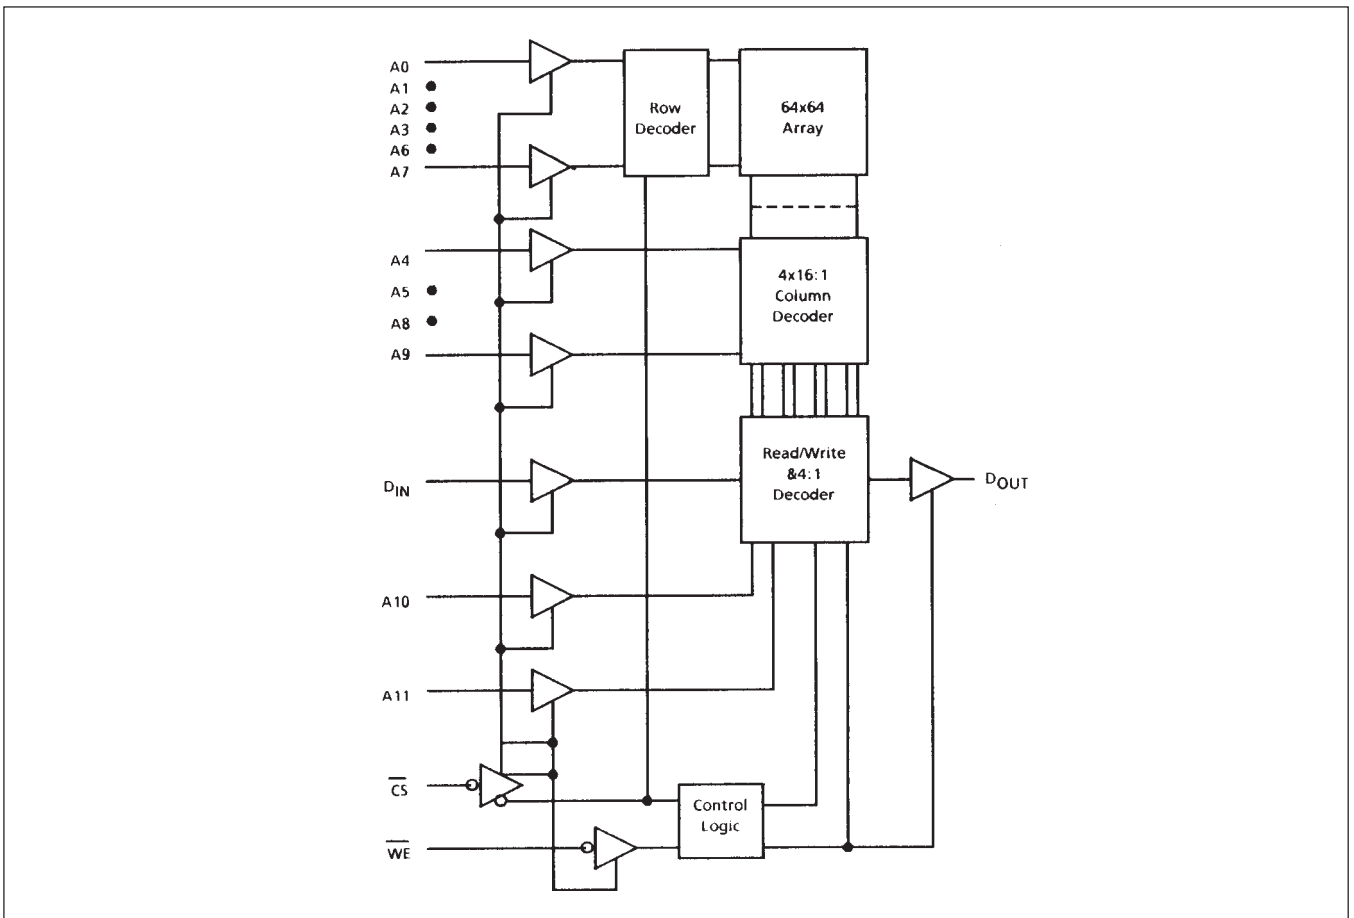 A0
A1
A2
A3
A6
A7
Row
Decoder
64x64
Array
A4
A5
A8
A9
4x16:1
Column
Decoder
DIN
Read/Write
&4:1
Decoder
DOUT
A10
A11
CS
WE
Control
Logic